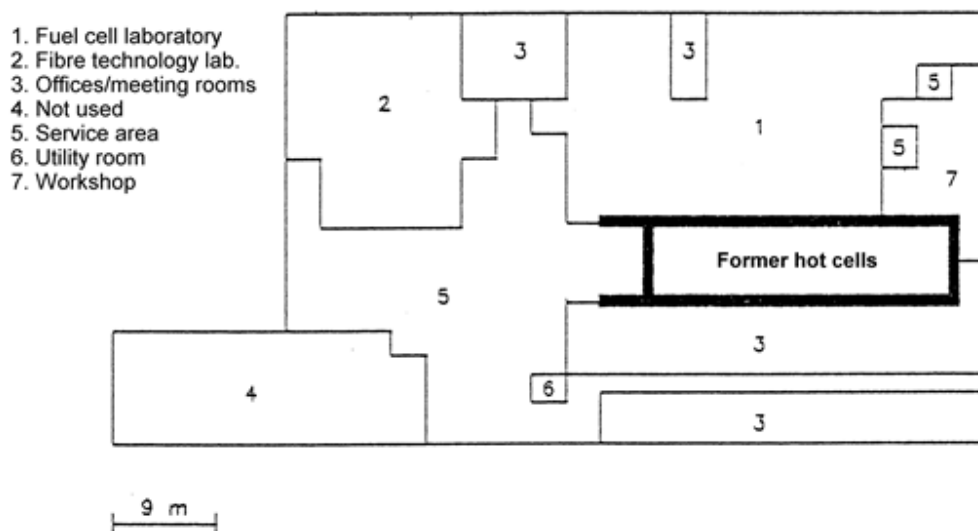 1. Fuel cell laboratory
2. Fibre technology lab.
3. Offices/meeting rooms
4. Not used
5. Service area
6. Utility room
7. Workshop
3
3
2
5
1
5
7
Former hot cells
5
3
4
6
3
9 m